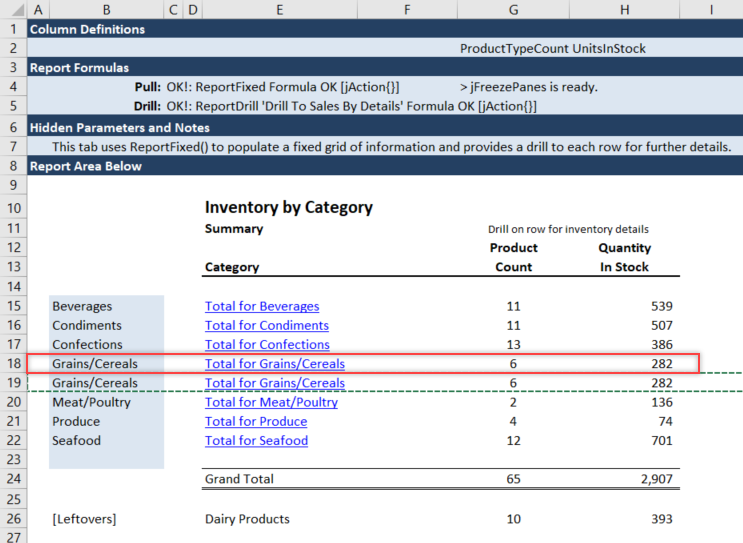 A B C D E F G H I
1 Column Definitions
2 ProductTypeCount UnitsInStock
3 Report Formulas
4 Pull: OK!: ReportFixed Formula OK [jAction{}] > jFreezePanes is ready.
5 Drill: OK!: ReportDrill 'Drill To Sales By Details' Formula OK [jAction{}]
6 Hidden Parameters and Notes
7 This tab uses ReportFixed() to populate a fixed grid of information and provides a drill to each row for further details.
8 Report Area Below
9
10 Inventory by Category
11 Summary Drill on row for inventory details
12 Product Quantity
13 Category Count In Stock
14
15 Beverages Total for Beverages 11 539
16 Condiments Total for Condiments 11 507
17 Confections Total for Confections 13 386
18 Grains/Cereals Total for Grains/Cereals 6 282
19 Grains/Cereals Total for Grains/Cereals 6 282
20 Meat/Poultry Total for Meat/Poultry 2 136
21 Produce Total for Produce 4 74
22 Seafood Total for Seafood 12 701
23
24 Grand Total 65 2,907
25
26 [Leftovers] Dairy Products 10 393
27